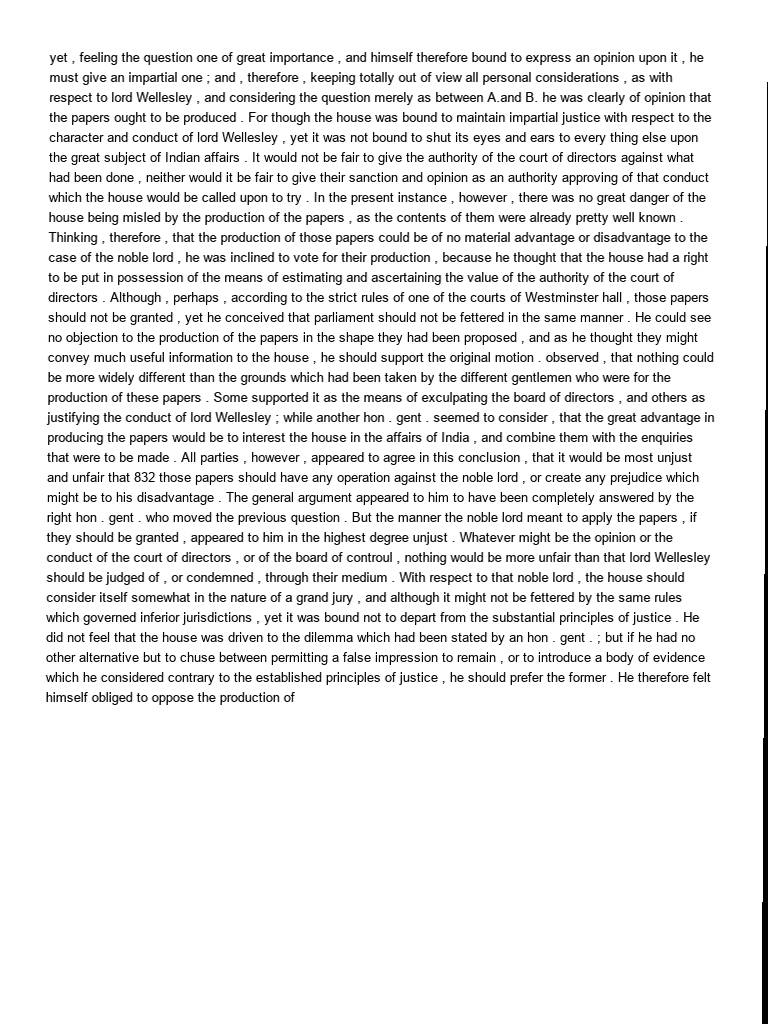 yet , feeling the question one of great importance , and himself therefore bound to express an opinion upon it , he
must give an impartial one ; and , therefore , keeping totally out of view all personal considerations , as with
respect to lord Wellesley , and considering the question merely as between A.and B. he was clearly of opinion that
the papers ought to be produced . For though the house was bound to maintain impartial justice with respect to the
character and conduct of lord Wellesley , yet it was not bound to shut its eyes and ears to every thing else upon
the great subject of Indian affairs . It would not be fair to give the authority of the court of directors against what
had been done , neither would it be fair to give their sanction and opinion as an authority approving of that conduct
which the house would be called upon to try . In the present instance , however , there was no great danger of the
house being misled by the production of the papers , as the contents of them were already pretty well known .
Thinking , therefore , that the production of those papers could be of no material advantage or disadvantage to the
case of the noble lord , he was inclined to vote for their production , because he thought that the house had a right
to be put in possession of the means of estimating and ascertaining the value of the authority of the court of
directors . Although , perhaps , according to the strict rules of one of the courts of Westminster hall , those papers
should not be granted , yet he conceived that parliament should not be fettered in the same manner . He could see
no objection to the production of the papers in the shape they had been proposed , and as he thought they might
convey much useful information to the house , he should support the original motion . observed , that nothing could
be more widely different than the grounds which had been taken by the different gentlemen who were for the
production of these papers . Some supported it as the means of exculpating the board of directors , and others as
justifying the conduct of lord Wellesley ; while another hon . gent . seemed to consider , that the great advantage in
producing the papers would be to interest the house in the affairs of India , and combine them with the enquiries
that were to be made . All parties , however , appeared to agree in this conclusion , that it would be most unjust
and unfair that 832 those papers should have any operation against the noble lord , or create any prejudice which
might be to his disadvantage . The general argument appeared to him to have been completely answered by the
right hon . gent . who moved the previous question . But the manner the noble lord meant to apply the papers , if
they should be granted , appeared to him in the highest degree unjust . Whatever might be the opinion or the
conduct of the court of directors , or of the board of controul , nothing would be more unfair than that lord Wellesley
should be judged of , or condemned , through their medium . With respect to that noble lord , the house should
consider itself somewhat in the nature of a grand jury , and although it might not be fettered by the same rules
which governed inferior jurisdictions , yet it was bound not to depart from the substantial principles of justice . He
did not feel that the house was driven to the dilemma which had been stated by an hon . gent . ; but if he had no
other alternative but to chuse between permitting a false impression to remain , or to introduce a body of evidence
which he considered contrary to the established principles of justice , he should prefer the former . He therefore felt
himself obliged to oppose the production of